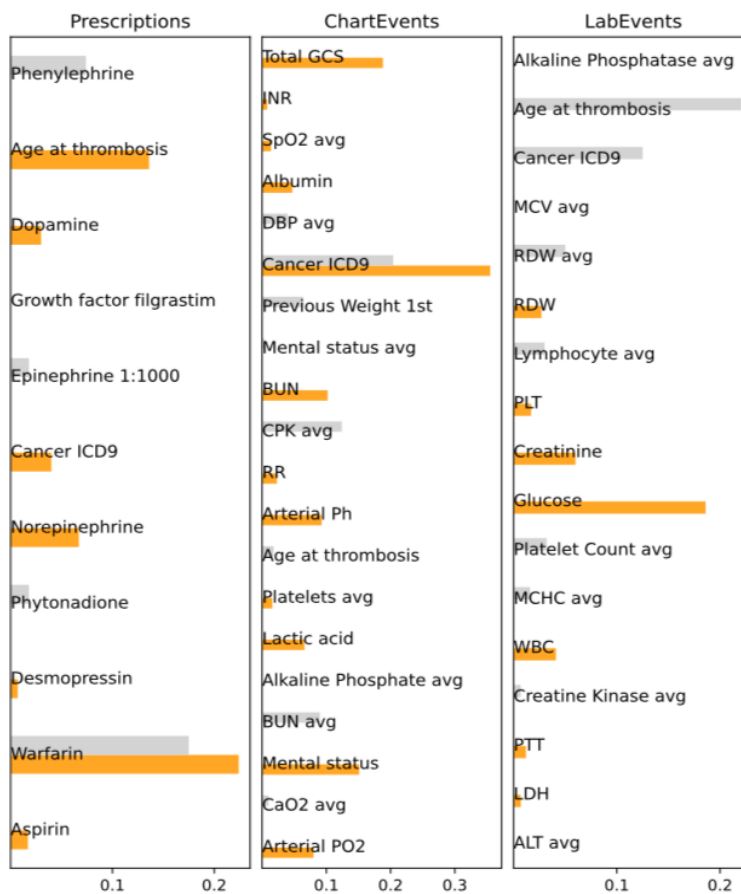 Prescriptions
Phenylephrine
Age at thrombosis
Dopamine
Growth factor filgrastim
Epinephrine 1:1000
Cancer ICD9
Norepinephrine
Phytonadione
Desmopressin
Warfarin
Aspirin
0.1 0.2
ChartEvents
Total GCS
INR
SpO2 avg
Albumin
DBP avg
Cancer ICD9
Previous Weight 1st
Mental status avg
BUN
CPK avg
RR
Arterial Ph
Age at thrombosis
Platelets avg
Lactic acid
Alkaline Phosphate avg
BUN avg
Mental status
CaO2 avg
Arterial PO2
0.1 0.2 0.3
LabEvents
Alkaline Phosphatase avg
Age at thrombosis
Cancer ICD9
MCV avg
RDW avg
RDW
Lymphocyte avg
PLT
Creatinine
Glucose
Platelet Count avg
MCHC avg
WBC
Creatine Kinase avg
PTT
LDH
ALT avg
0.1 0.2